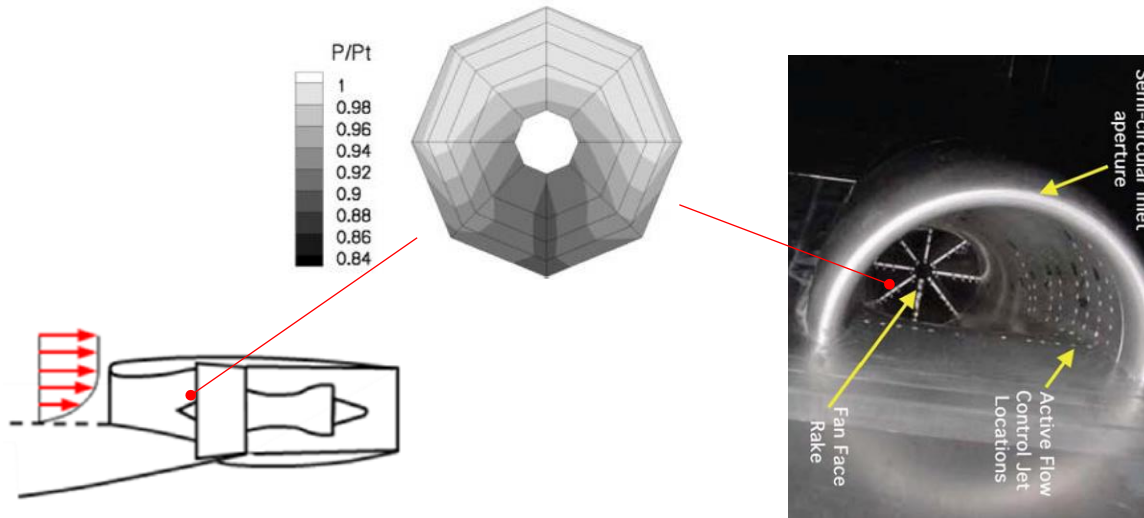 P/Pt
1
0.98
0.96
0.94
0.92
0.9
0.88
0.86
0.84
Semi-circular Inlet
aperture
Fan Face
Rake
Active Flow
Control Jet
Locations